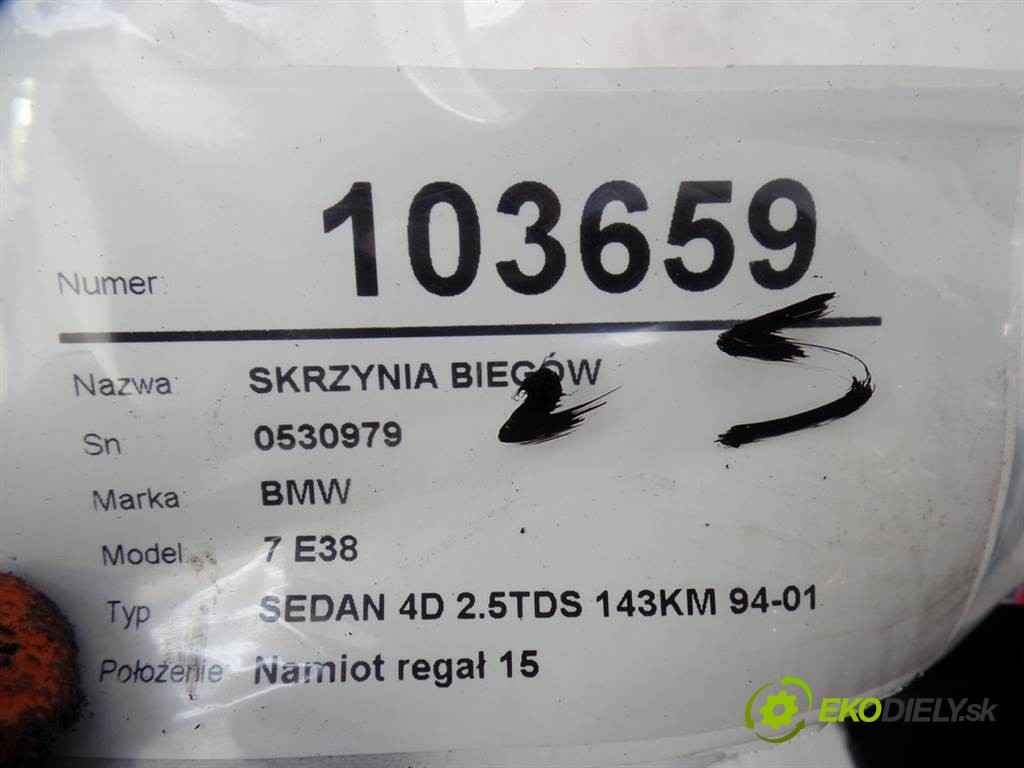 Numer: 103659
Nazwa: SKRZYNIA BIEGÓW
Sn 0530979
Marka BMW
Model: 7 E38
Typ SEDAN 4D 2.5TDS 143KM 94-01
Położenie: Namiot regał 15
EKODIELY.sk